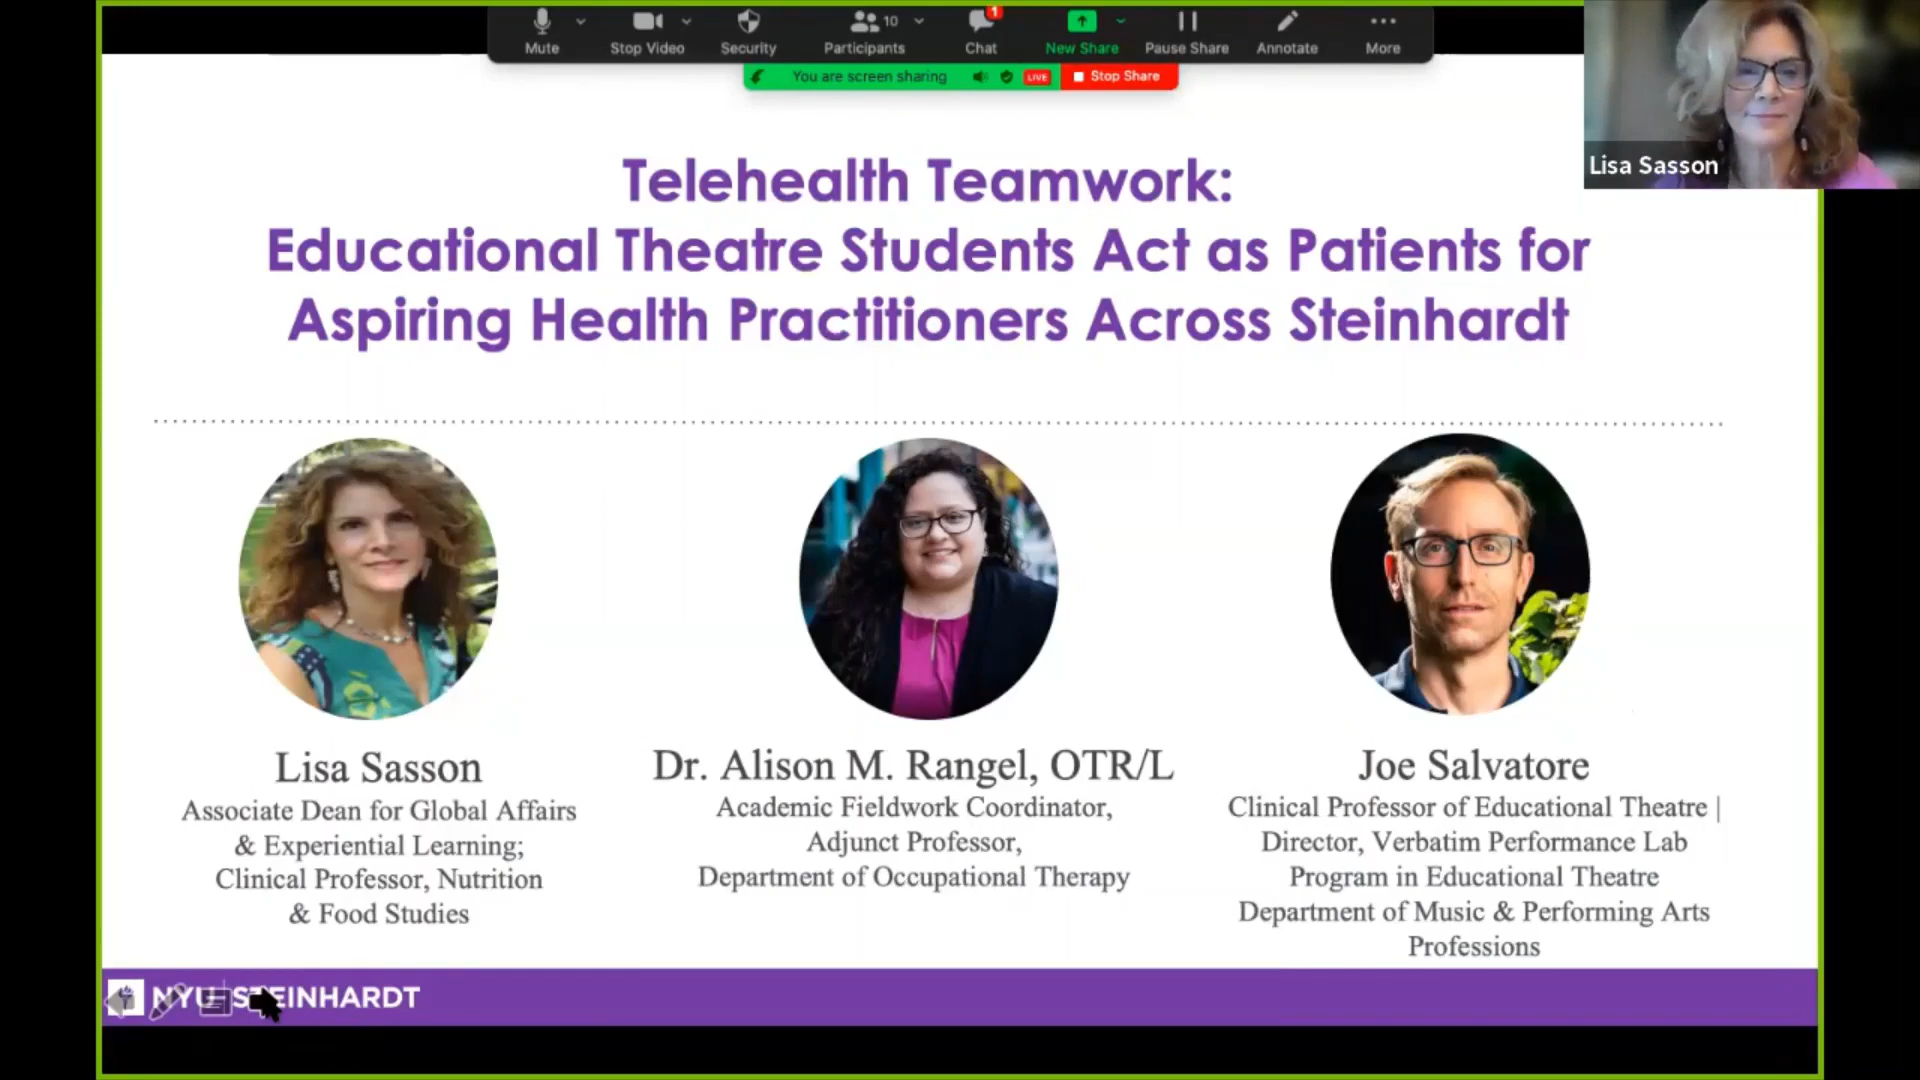 Mute
Stop Video
Security
10
Participants
1
Chat
New Share
Pause Share
Annotate
More
You are screen sharing
LIVE
Stop Share
Lisa Sasson
Telehealth Teamwork:
Educational Theatre Students Act as Patients for
Aspiring Health Practitioners Across Steinhardt
Lisa Sasson
Associate Dean for Global Affairs
& Experiential Learning;
Clinical Professor, Nutrition
& Food Studies
Dr. Alison M. Rangel, OTR/L
Academic Fieldwork Coordinator,
Adjunct Professor,
Department of Occupational Therapy
Joe Salvatore
Clinical Professor of Educational Theatre |
Director, Verbatim Performance Lab
Program in Educational Theatre
Department of Music & Performing Arts
Professions
NYU STEINHARDT